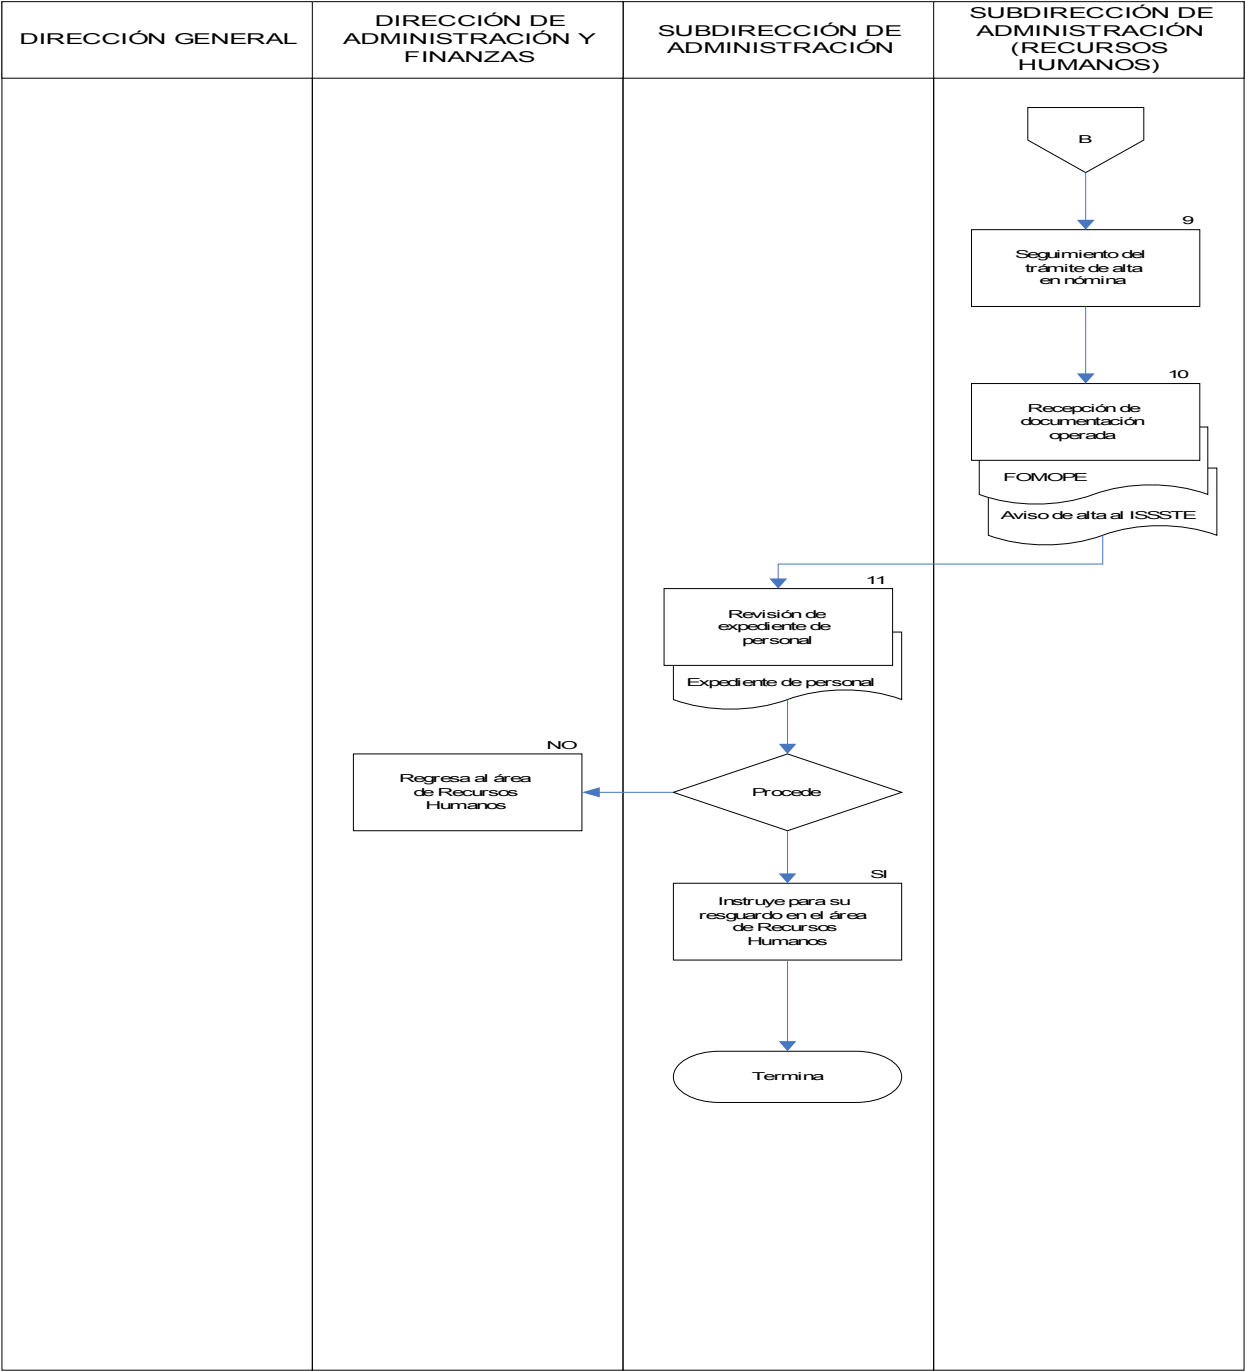 DIRECCIÓN GENERAL
DIRECCIÓN DE
ADMINISTRACIÓN Y
FINANZAS
SUBDIRECCIÓN DE
ADMINISTRACIÓN
SUBDIRECCIÓN DE
ADMINISTRACIÓN
(RECURSOS
HUMANOS)
B
9
Seguimiento del
trámite de alta
en nómina
10
Recepción de
documentación
operada
FOMOPE
Aviso de alta al ISSSTE
11
Revisión de
expediente de
personal
Expediente de personal
NO
Regresa al área
de Recursos
Humanos
Procede
SI
Instruye para su
resguardo en el área
de Recursos
Humanos
Termina